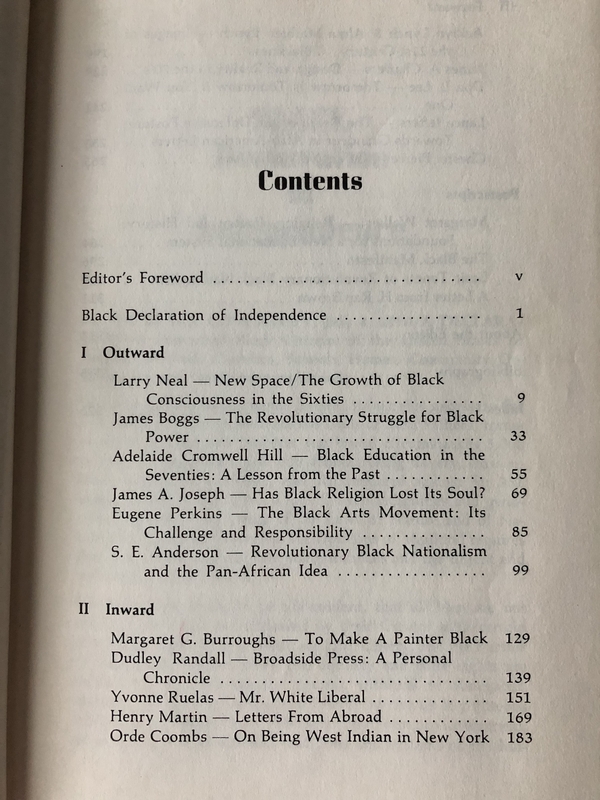 Contents
Editor's Foreword ................................. v
Black Declaration of Independence .................. 1
I Outward
Larry Neal — New Space/The Growth of Black
Consciousness in the Sixties ................ 9
James Boggs — The Revolutionary Struggle for Black
Power ................................... 33
Adelaide Cromwell Hill — Black Education in the
Seventies: A Lesson from the Past ............ 55
James A. Joseph — Has Black Religion Lost Its Soul? 69
Eugene Perkins — The Black Arts Movement: Its
Challenge and Responsibility ............... 85
S. E. Anderson — Revolutionary Black Nationalism
and the Pan-African Idea .................. 99
II Inward
Margaret G. Burroughs — To Make A Painter Black 129
Dudley Randall — Broadside Press: A Personal
Chronicle ................................ 139
Yvonne Ruelas — Mr. White Liberal .............. 151
Henry Martin — Letters From Abroad ............ 169
Orde Coombs — On Being West Indian in New York 183